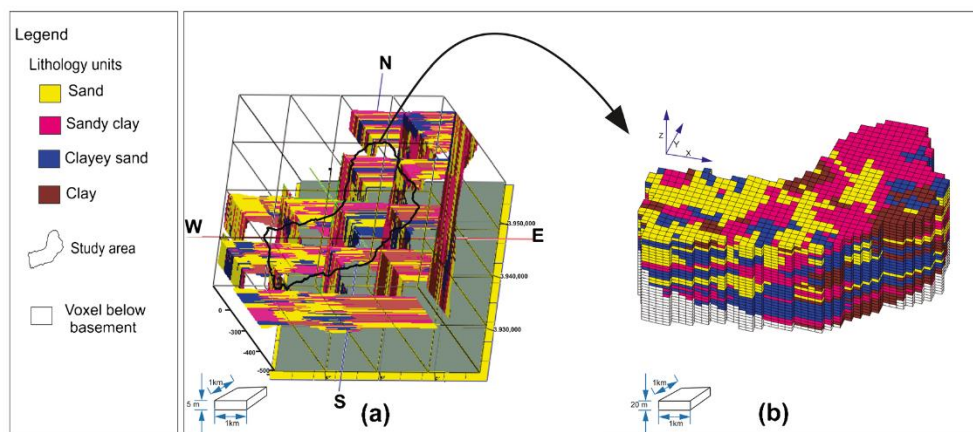 Legend
Lithology units
Sand
Sandy clay
Clayey sand
Clay
Study area
Voxel below
basement
N
W
E
S
3,950,000
3,940,000
3,930,000
0
-300
-400
-500
1km
5 m
1km
(a)
Z
Y
X
1km
20 m
1km
(b)